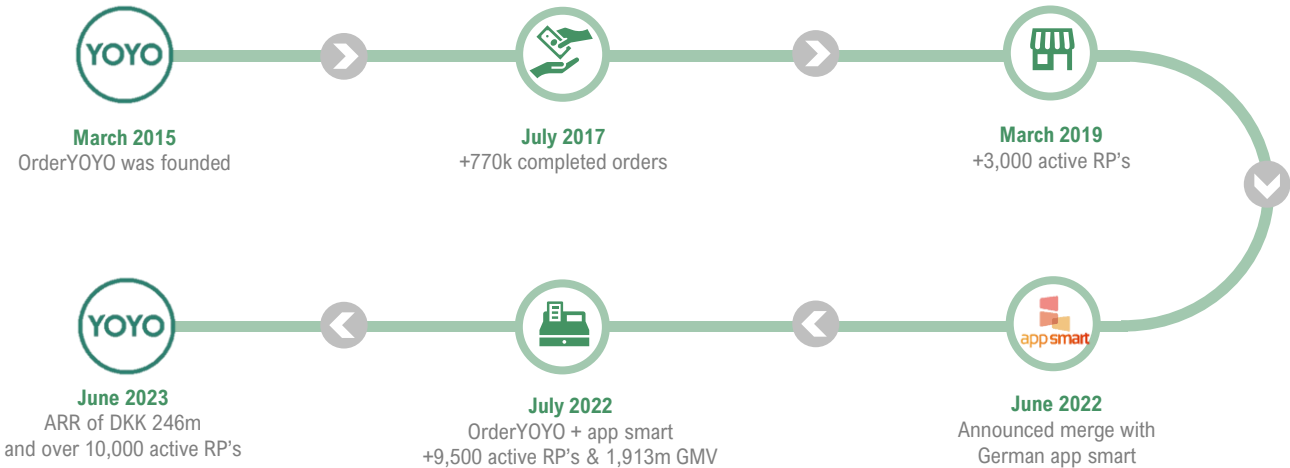 YOYO
March 2015
OrderYOYO was founded
July 2017
+770k completed orders
March 2019
+3,000 active RP's
app smart
June 2022
Announced merge with
German app smart
July 2022
OrderYOYO + app smart
+9,500 active RP's & 1,913m GMV
YOYO
June 2023
ARR of DKK 246m
and over 10,000 active RP's